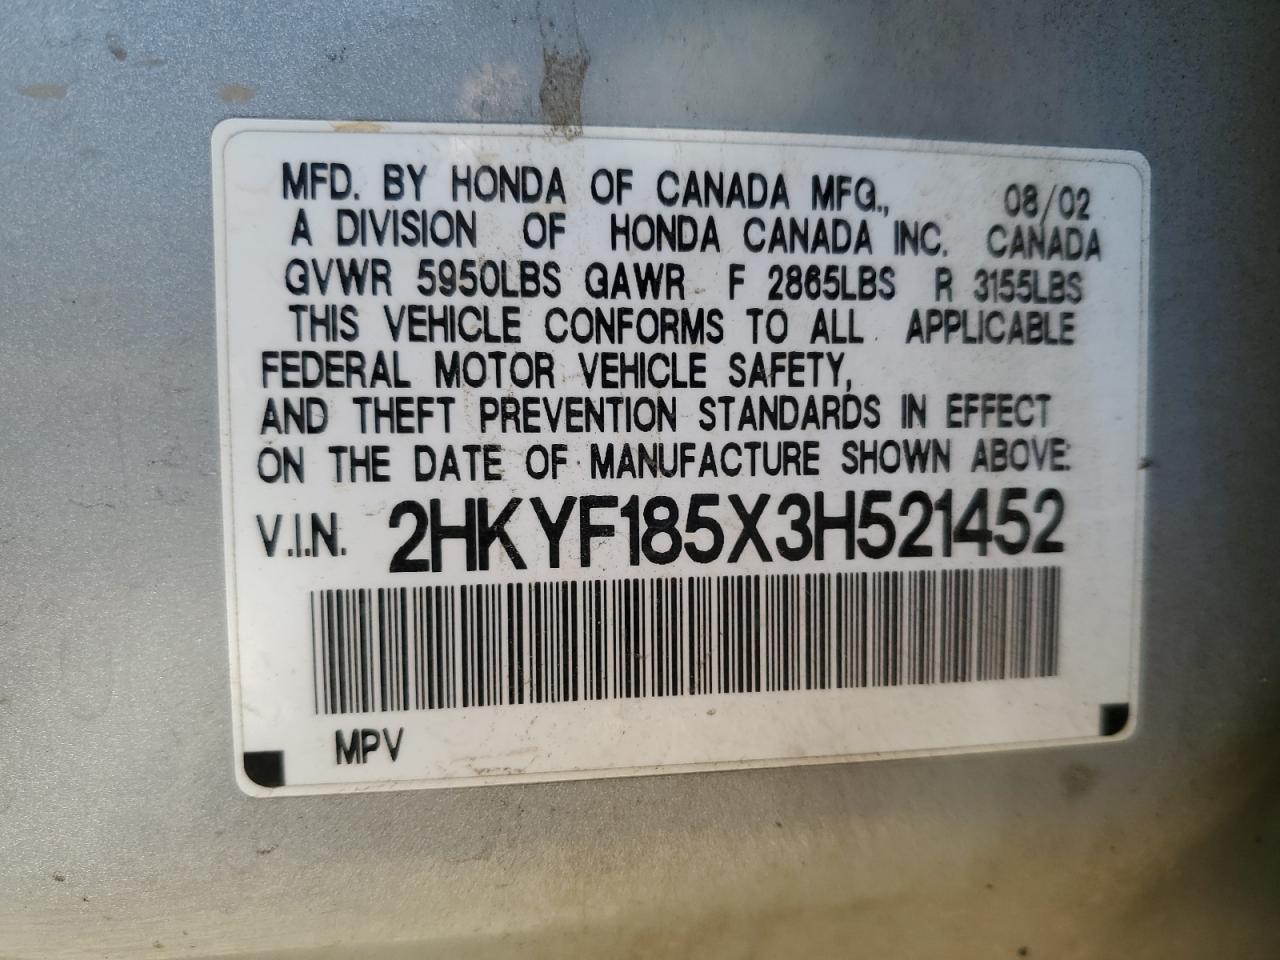 MFD. BY HONDA OF CANADA MFG., 08/02
A DIVISION OF HONDA CANADA INC. CANADA
GVWR 5950LBS GAWR F 2865LBS R 3155LBS
THIS VEHICLE CONFORMS TO ALL APPLICABLE
FEDERAL MOTOR VEHICLE SAFETY,
AND THEFT PREVENTION STANDARDS IN EFFECT
ON THE DATE OF MANUFACTURE SHOWN ABOVE:
V.I.N. 2HKYF185X3H521452
MPV